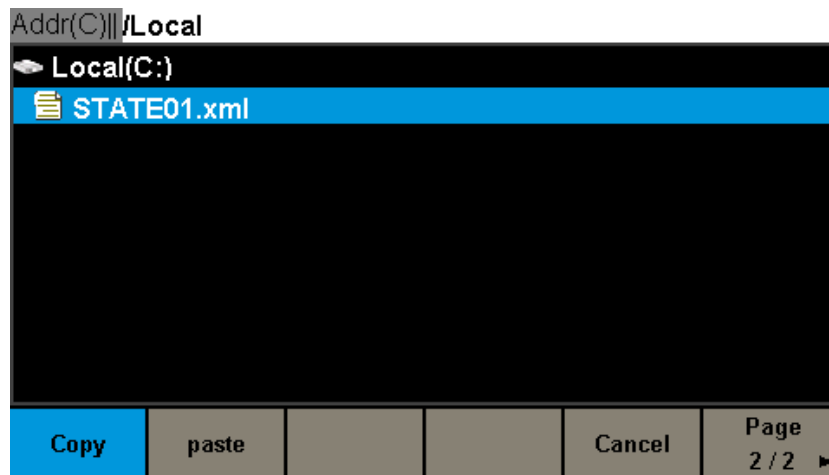 Addr(C)|| /Local
Local(C:)
STATE01.xml
Copy paste Cancel Page
2/2